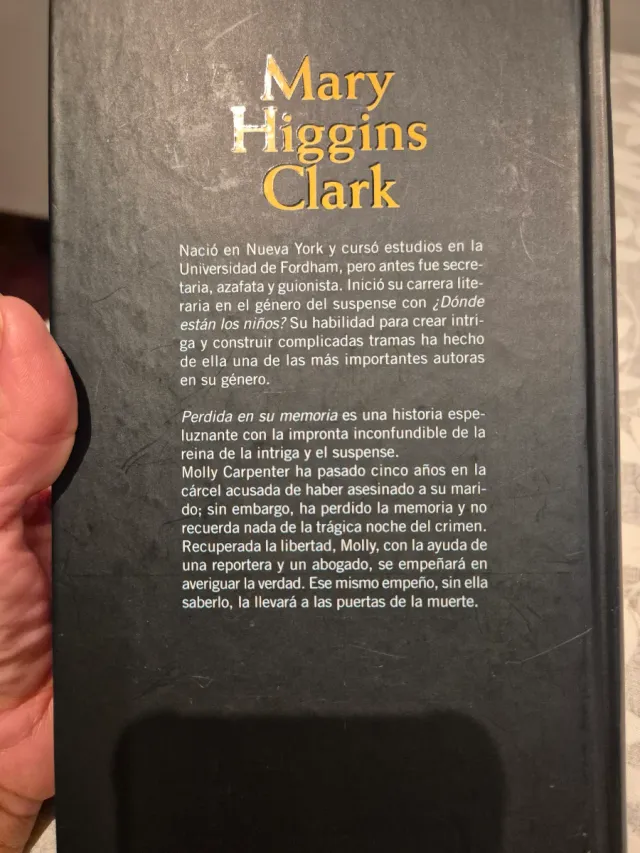 Mary
Higgins
Clark
Nació en Nueva York y cursó estudios en la
Universidad de Fordham, pero antes fue secre-
taria, azafata y guionista. Inició su carrera lite-
raria en el género del suspense con ¿Dónde
están los niños? Su habilidad para crear intri-
ga y construir complicadas tramas ha hecho
de ella una de las más importantes autoras
en su género.
Perdida en su memoria es una historia espe-
luznante con la impronta inconfundible de la
reina de la intriga y el suspense.
Molly Carpenter ha pasado cinco años en la
cárcel acusada de haber asesinado a su mari-
do; sin embargo, ha perdido la memoria y no
recuerda nada de la trágica noche del crimen.
Recuperada la libertad, Molly, con la ayuda de
una reportera y un abogado, se empeñará en
averiguar la verdad. Ese mismo empeño, sin ella
saberlo, la llevará a las puertas de la muerte.